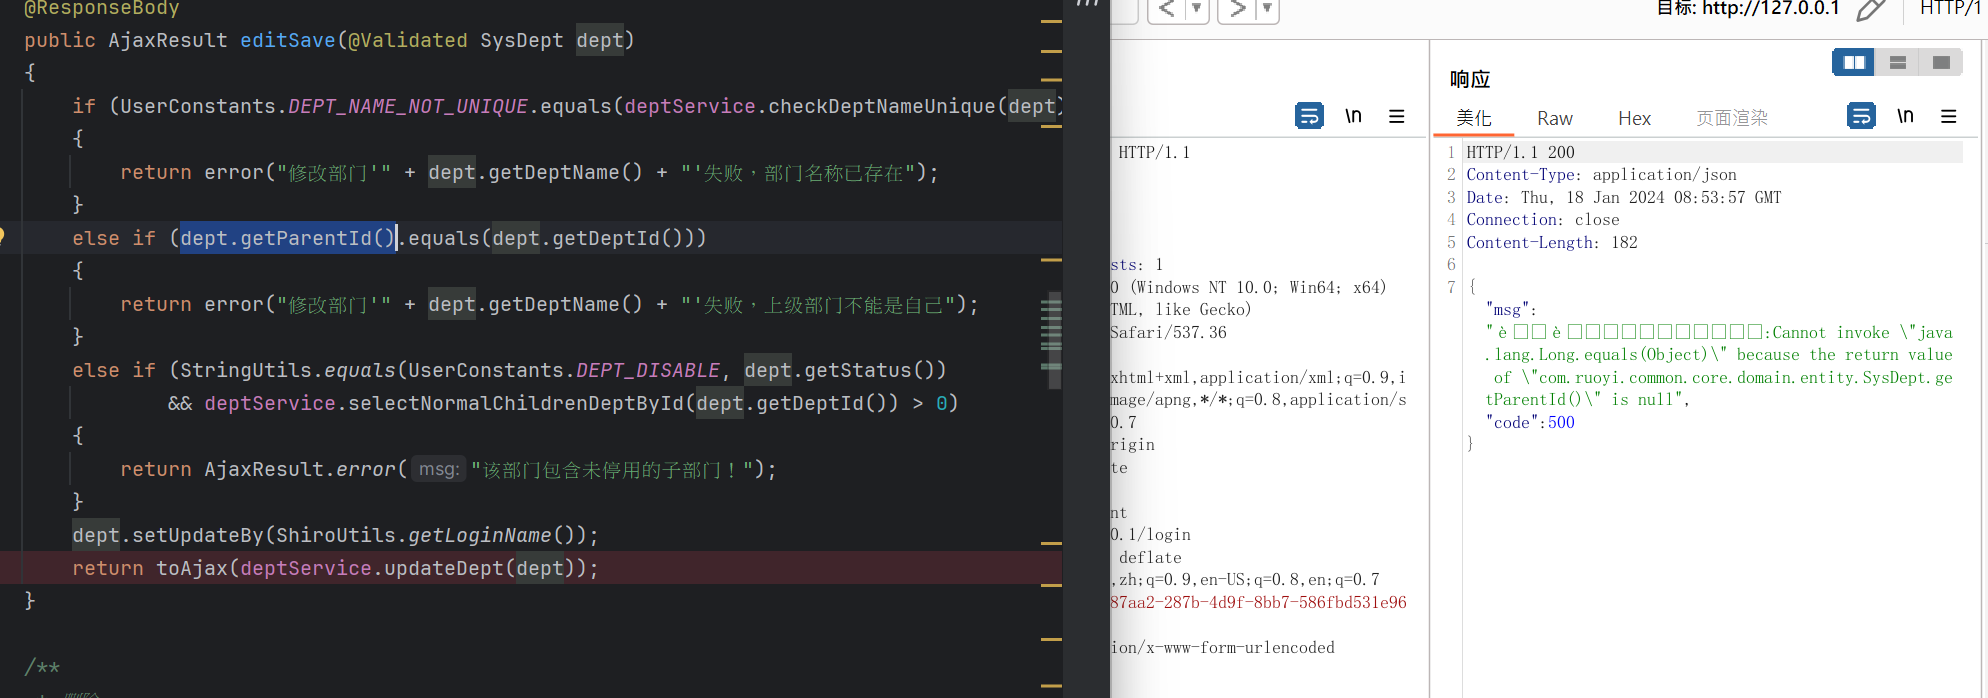 @ResponseBody
public AjaxResult editSave(@Validated SysDept dept)
{
if (UserConstants.DEPT_NAME_NOT_UNIQUE.equals(deptService.checkDeptNameUnique(dept)
{
return error("修改部门'" + dept.getDeptName() + "'失败，部门名称已存在");
}
else if (dept.getParentId().equals(dept.getDeptId()))
{
return error("修改部门'" + dept.getDeptName() + "'失败，上级部门不能是自己");
}
else if (StringUtils.equals(UserConstants.DEPT_DISABLE, dept.getStatus())
&& deptService.selectNormalChildrenDeptById(dept.getDeptId()) > 0)
{
return AjaxResult.error( msg: "该部门包含未停用的子部门！");
}
dept.setUpdateBy(ShiroUtils.getLoginName());
return toAjax(deptService.updateDept(dept));
}
/**
目标: http://127.0.0.1
HTTP/1
\n
HTTP/1.1
sts: 1
0 (Windows NT 10.0; Win64; x64)
TML, like Gecko)
Safari/537.36
xhtml+xml,application/xml;q=0.9,i
mage/apng,*/*;q=0.8,application/s
0.7
rigin
te
nt
0.1/login
deflate
,zh;q=0.9,en-US;q=0.8,en;q=0.7
87aa2-287b-4d9f-8bb7-586fbd531e96
ion/x-www-form-urlencoded
响应
美化 Raw Hex 页面渲染 \n
1 HTTP/1.1 200
2 Content-Type: application/json
3 Date: Thu, 18 Jan 2024 08:53:57 GMT
4 Connection: close
5 Content-Length: 182
6
7 {
"msg":
"è□□è□□□□□□□□□□□:Cannot invoke \"java
.lang.Long.equals(Object)\" because the return value
of \"com.ruoyi.common.core.domain.entity.SysDept.ge
tParentId()\" is null",
"code":500
}